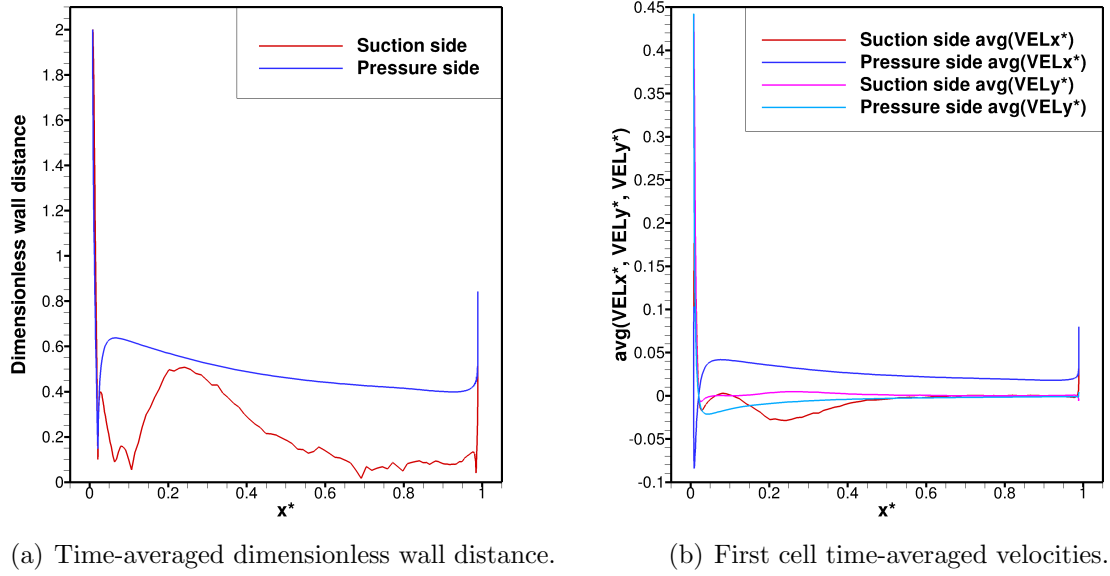 Suction side
Pressure side
Dimensionless wall distance
2
1.8
1.6
1.4
1.2
1
0.8
0.6
0.4
0.2
0
0 0.2 0.4 0.6 0.8 1
x*
(a) Time-averaged dimensionless wall distance.
Suction side avg(VELx*)
Pressure side avg(VELx*)
Suction side avg(VELy*)
Pressure side avg(VELy*)
avg(VELx*, VELy*, VELy*)
0.45
0.4
0.35
0.3
0.25
0.2
0.15
0.1
0.05
0
-0.05
-0.1
0 0.2 0.4 0.6 0.8 1
x*
(b) First cell time-averaged velocities.